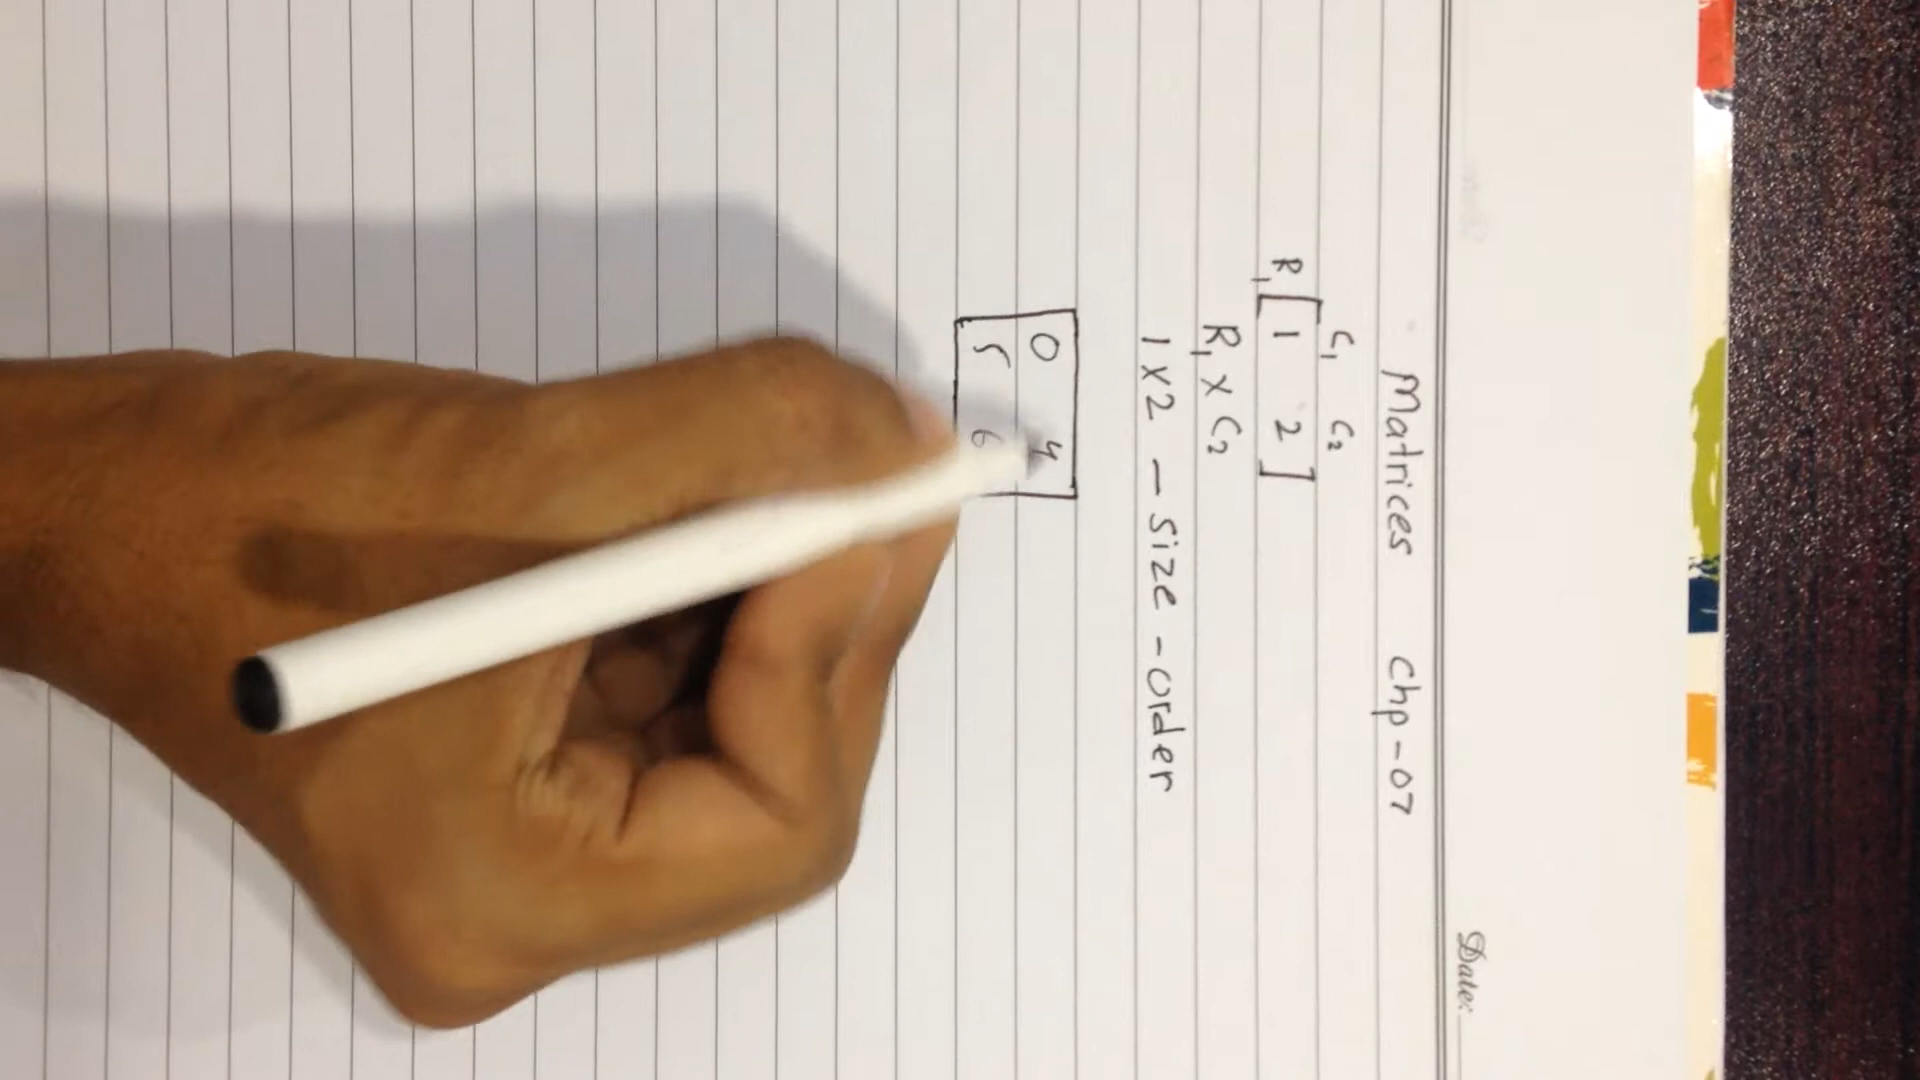 Date:
Matrices Chp-07
C1 C2
R1 [ 1 2 ]
R1 x C2
1x2 - size - order
0 4
5 6